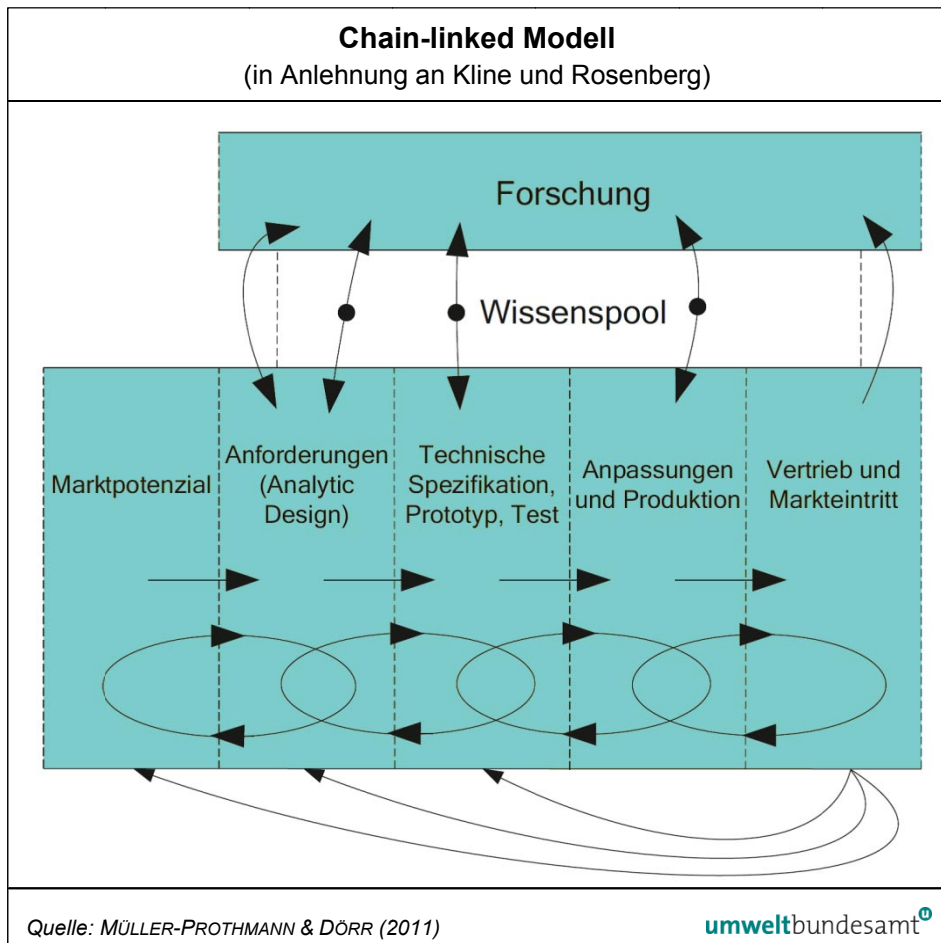 Chain-linked Modell
(in Anlehnung an Kline und Rosenberg)
Forschung
Wissenspool
Marktpotenzial
Anforderungen
(Analytic
Design)
Technische
Spezifikation,
Prototyp, Test
Anpassungen
und Produktion
Vertrieb und
Markteintritt
Quelle: MÜLLER-PROTHMANN & DÖRR (2011)
umweltbundesamt u